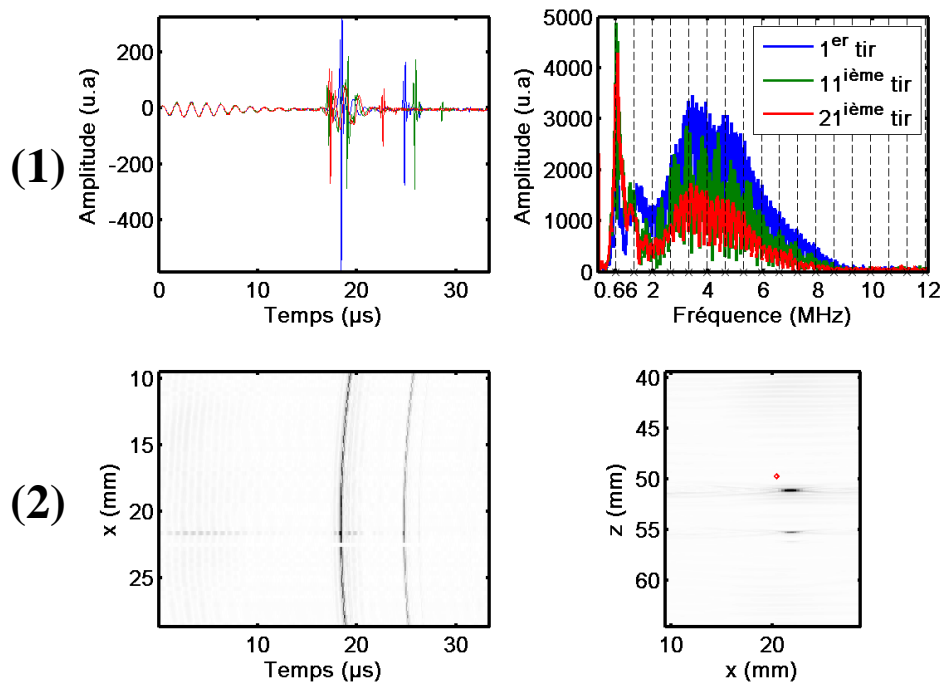 (1)
Amplitude (u.a)
200
0
-200
-400
0 10 20 30
Temps (µs)
Amplitude (u.a)
5000
4000
3000
2000
1000
0
0.66 2 4 6 8 10 12
Fréquence (MHz)
1er tir
11ième tir
21ième tir
(2)
x (mm)
10
15
20
25
10 20 30
Temps (µs)
z (mm)
40
45
50
55
60
10 20
x (mm)